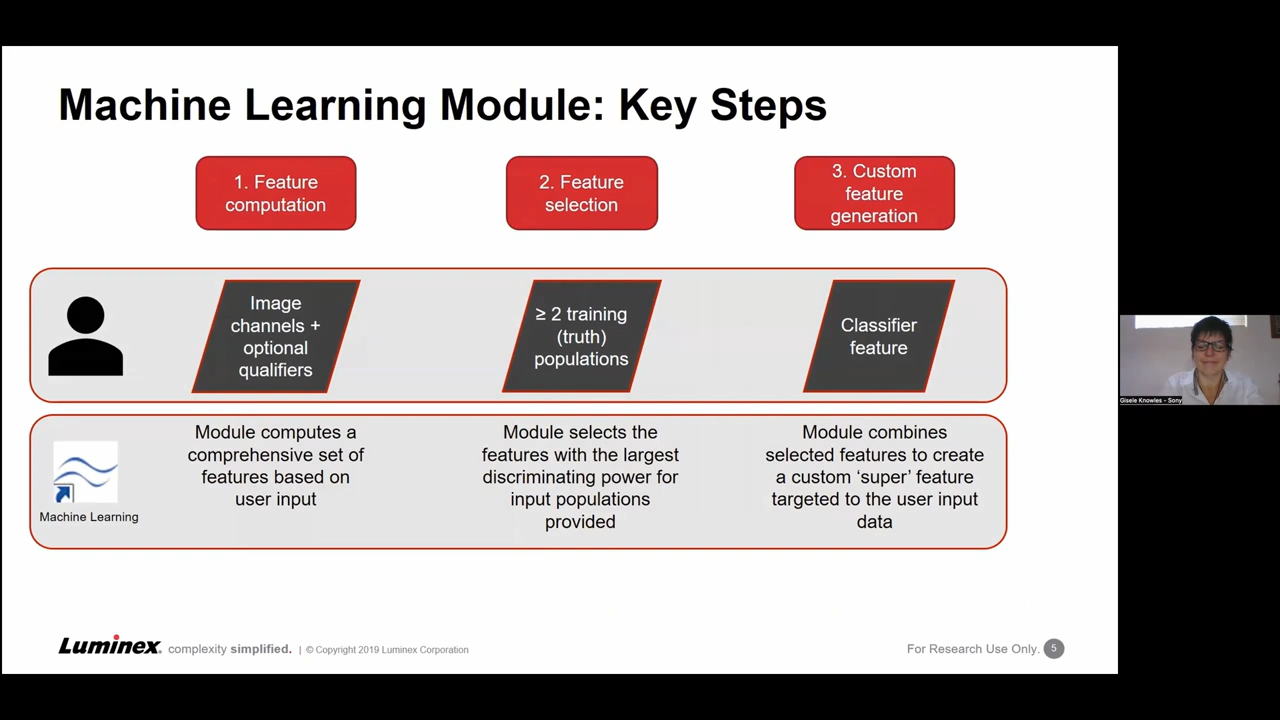 Machine Learning Module: Key Steps
1. Feature
computation
2. Feature
selection
3. Custom
feature
generation
Image
channels +
optional
qualifiers
≥ 2 training
(truth)
populations
Classifier
feature
Machine Learning
Module computes a
comprehensive set of
features based on
user input
Module selects the
features with the largest
discriminating power for
input populations
provided
Module combines
selected features to create
a custom ‘super’ feature
targeted to the user input
data
Luminex. complexity simplified. | © Copyright 2019 Luminex Corporation
For Research Use Only. 5
Gisele Knowles - Sony